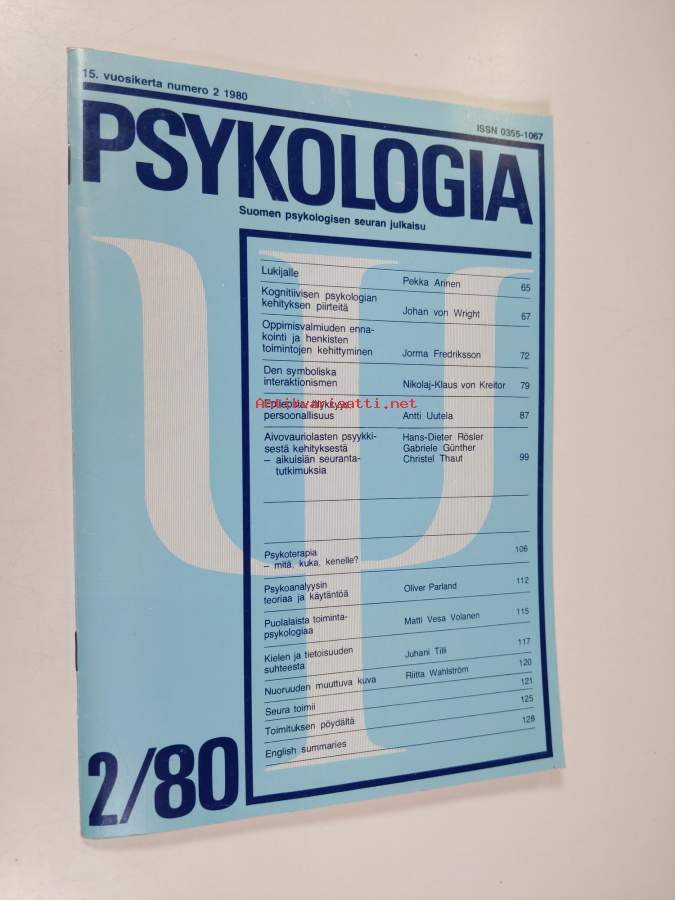 15. vuosikerta numero 2 1980
ISSN 0355-1067
PSYKOLOGIA
Suomen psykologisen seuran julkaisu
Lukijalle Pekka Arinen 65
Kognitiivisen psykologian
kehityksen piirteitä Johan von Wright 67
Oppimisvalmiuden enna-
kointi ja henkisten
toimintojen kehittyminen Jorma Fredriksson 72
Den symboliska
interaktionismen Nikolaj-Klaus von Kreitor 79
Antikvariaatti.net
persoonallisuus Antti Uutela 87
Aivovauriolasten psyykki- Hans-Dieter Rösler
sestä kehityksestä Gabriele Günther
– aikuisiän seuranta- Christel Thaut 99
tutkimuksia
Psykoterapia
– mitä, kuka, kenelle? 106
Psykoanalyysin
teoriaa ja käytäntöä Oliver Parland 112
Puolalaista toiminta-
psykologiaa Matti Vesa Volanen 115
Kielen ja tietoisuuden
suhteesta Juhani Tilli 117
Nuoruuden muuttuva kuva Riitta Wahlström 120
Seura toimii 121
Toimituksen pöydältä 125
English summaries 128
2/80